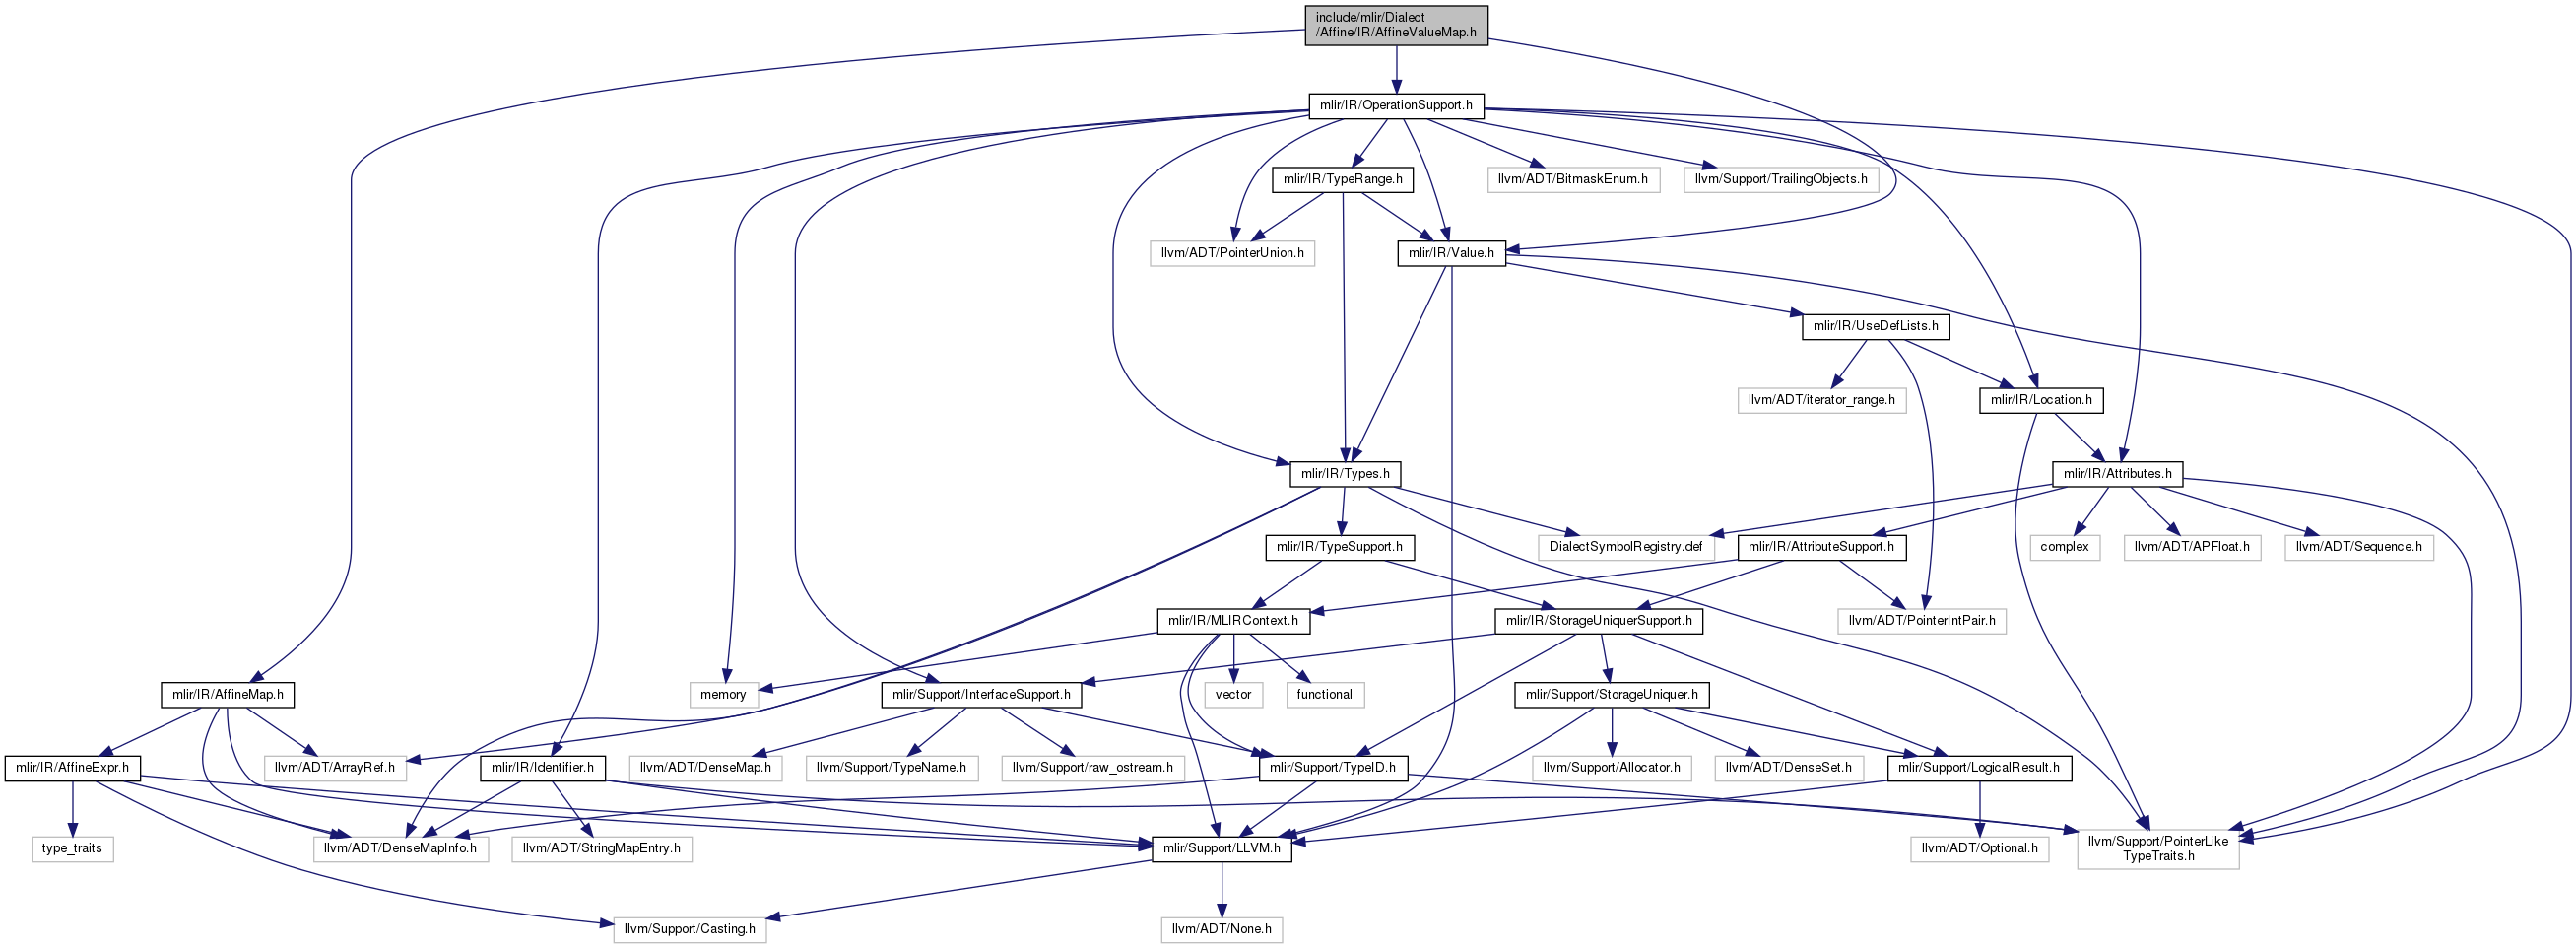 include/mlir/Dialect
/Affine/IR/AffineValueMap.h
mlir/IR/OperationSupport.h
mlir/IR/TypeRange.h
llvm/ADT/BitmaskEnum.h
llvm/Support/TrailingObjects.h
llvm/ADT/PointerUnion.h
mlir/IR/Value.h
mlir/IR/UseDefLists.h
llvm/ADT/iterator_range.h
mlir/IR/Location.h
mlir/IR/Types.h
mlir/IR/Attributes.h
mlir/IR/TypeSupport.h
DialectSymbolRegistry.def
mlir/IR/AttributeSupport.h
complex
llvm/ADT/APFloat.h
llvm/ADT/Sequence.h
mlir/IR/MLIRContext.h
mlir/IR/StorageUniquerSupport.h
llvm/ADT/PointerIntPair.h
mlir/IR/AffineMap.h
memory
mlir/Support/InterfaceSupport.h
vector
functional
mlir/Support/StorageUniquer.h
mlir/IR/AffineExpr.h
llvm/ADT/ArrayRef.h
mlir/IR/Identifier.h
llvm/ADT/DenseMap.h
llvm/Support/TypeName.h
llvm/Support/raw_ostream.h
mlir/Support/TypeID.h
llvm/Support/Allocator.h
llvm/ADT/DenseSet.h
mlir/Support/LogicalResult.h
type_traits
llvm/ADT/DenseMapInfo.h
llvm/ADT/StringMapEntry.h
mlir/Support/LLVM.h
llvm/ADT/Optional.h
llvm/Support/PointerLike
TypeTraits.h
llvm/Support/Casting.h
llvm/ADT/None.h